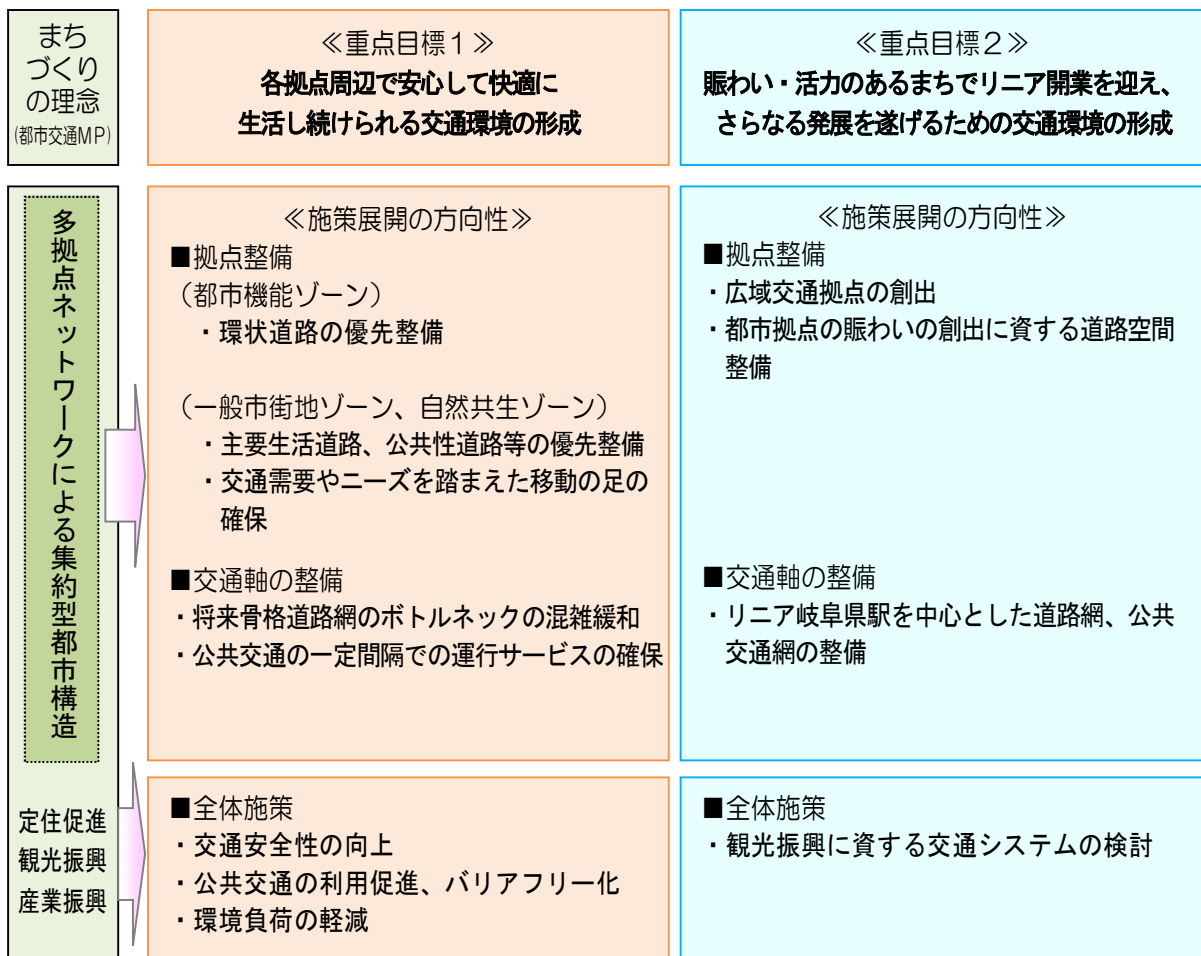 まち
づくり
の理念
(都市交通MP)
≪重点目標1≫
各拠点周辺で安心して快適に
生活し続けられる交通環境の形成
≪重点目標2≫
賑わい・活力のあるまちでリニア開業を迎え、
さらなる発展を遂げるための交通環境の形成
多拠点ネットワークによる集約型都市構造
≪施策展開の方向性≫
■拠点整備
(都市機能ゾーン)
・環状道路の優先整備
(一般市街地ゾーン、自然共生ゾーン)
・主要生活道路、公共性道路等の優先整備
・交通需要やニーズを踏まえた移動の足の
確保
■交通軸の整備
・将来骨格道路網のボトルネックの混雑緩和
・公共交通の一定間隔での運行サービスの確保
≪施策展開の方向性≫
■拠点整備
・広域交通拠点の創出
・都市拠点の賑わいの創出に資する道路空間
整備
■交通軸の整備
・リニア岐阜県駅を中心とした道路網、公共
交通網の整備
定住促進
観光振興
産業振興
■全体施策
・交通安全性の向上
・公共交通の利用促進、バリアフリー化
・環境負荷の軽減
■全体施策
・観光振興に資する交通システムの検討